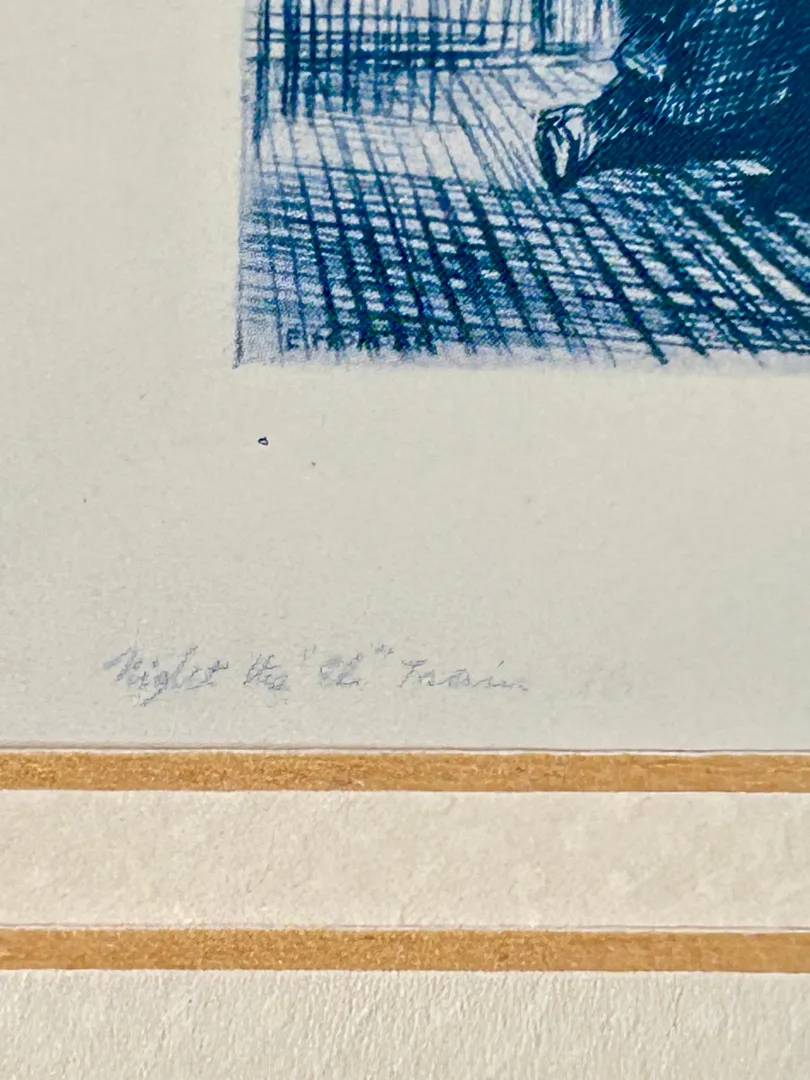 Night the "El" Train